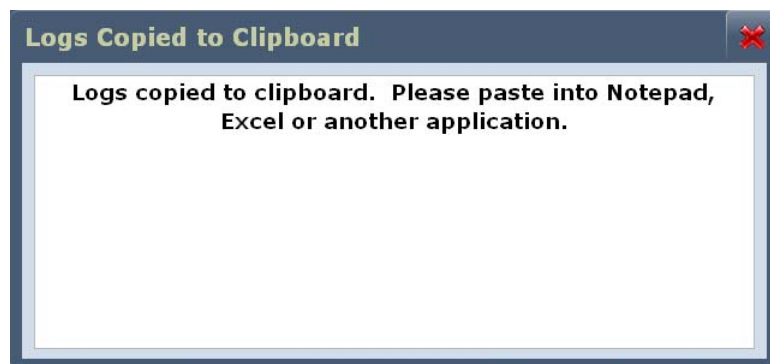 Logs Copied to Clipboard
Logs copied to clipboard.  Please paste into Notepad,
Excel or another application.